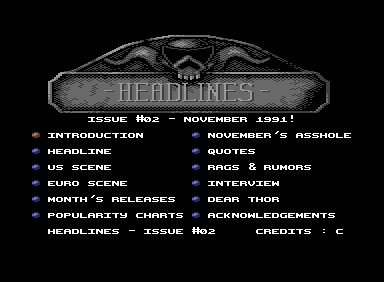 -HEADLINES-
ISSUE #02 - NOVEMBER 1991!
INTRODUCTION NOVEMBER'S ASSHOLE
HEADLINE QUOTES
US SCENE RAGS & RUMORS
EURO SCENE INTERVIEW
MONTH'S RELEASES DEAR THOR
POPULARITY CHARTS ACKNOWLEDGEMENTS
HEADLINES - ISSUE #02 CREDITS : C